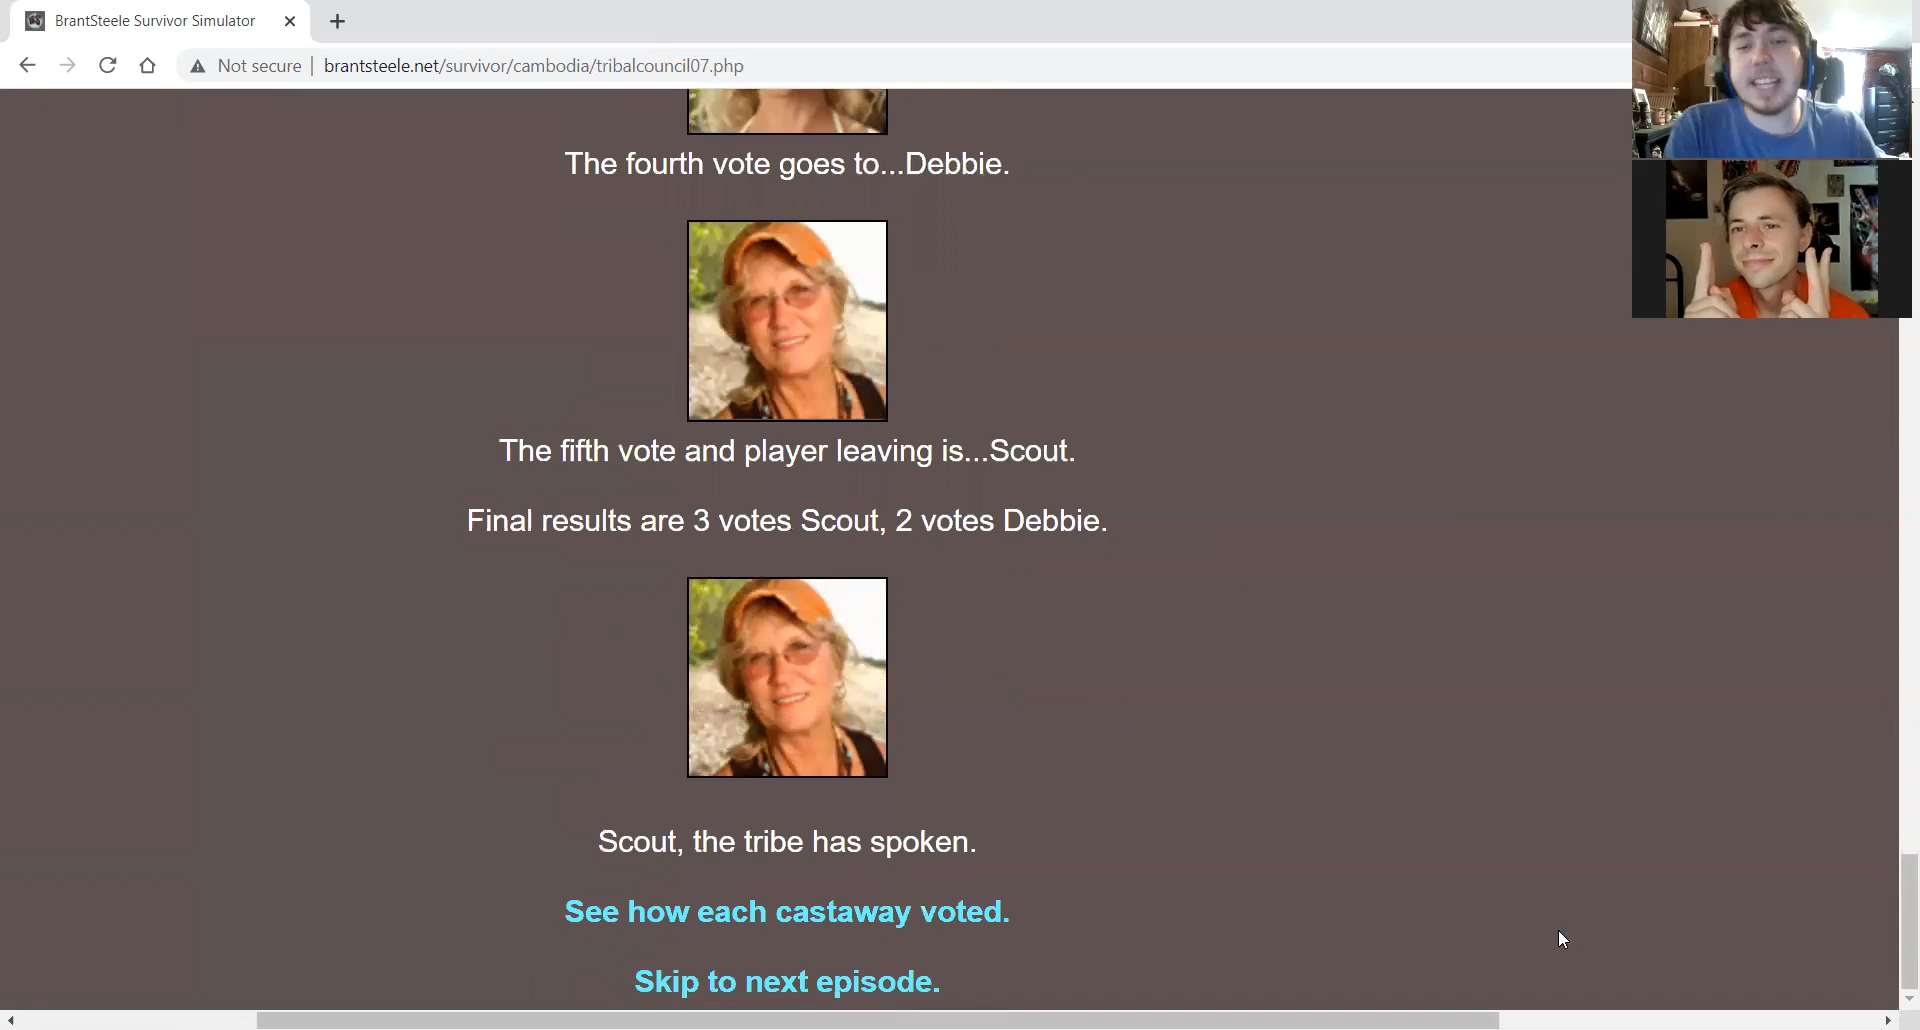 BrantSteele Survivor Simulator
Not secure | brantsteele.net/survivor/cambodia/tribalcouncil07.php
The fourth vote goes to...Debbie.
The fifth vote and player leaving is...Scout.
Final results are 3 votes Scout, 2 votes Debbie.
Scout, the tribe has spoken.
See how each castaway voted.
Skip to next episode.